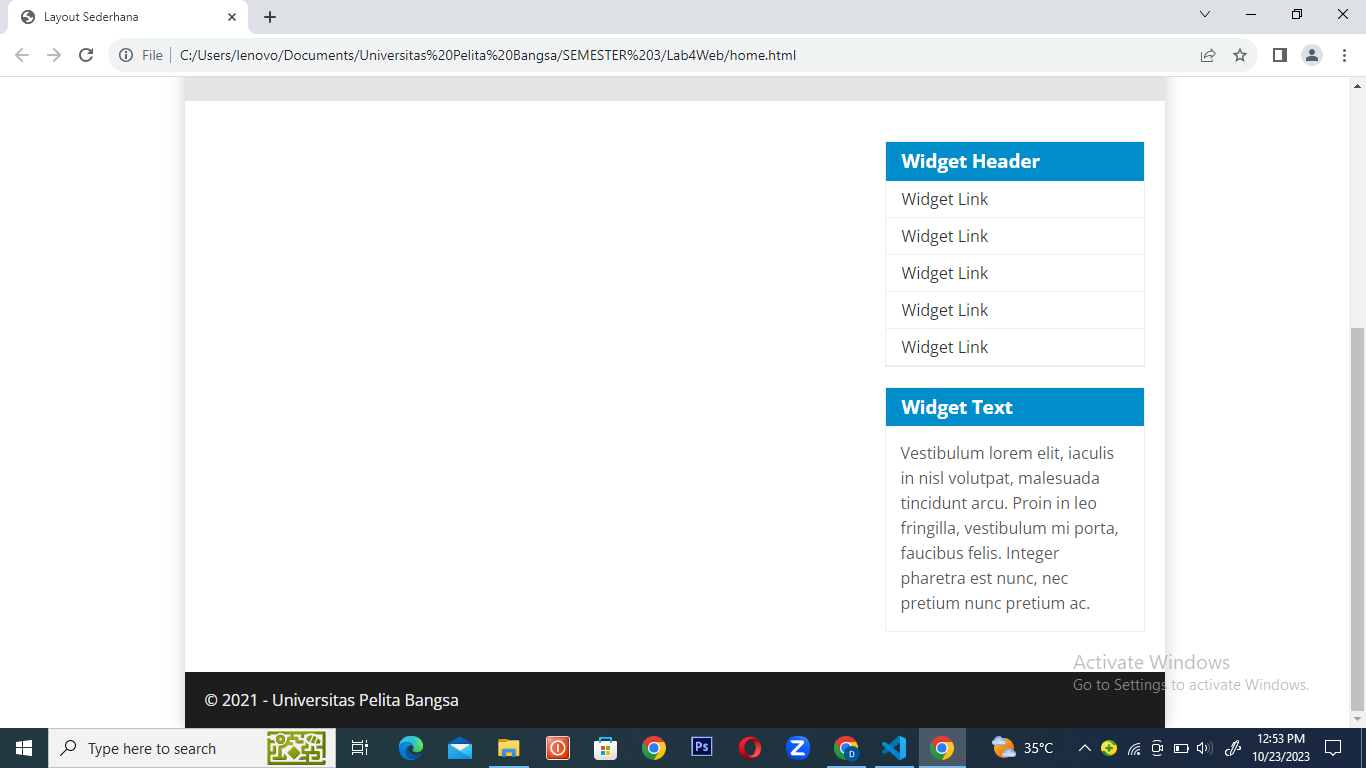 Layout Sederhana
File
C:/Users/lenovo/Documents/Universitas%20Pelita%20Bangsa/SEMESTER%203/Lab4Web/home.html
Widget Header
Widget Link
Widget Link
Widget Link
Widget Link
Widget Link
Widget Text
Vestibulum lorem elit, iaculis
in nisl volutpat, malesuada
tincidunt arcu. Proin in leo
fringilla, vestibulum mi porta,
faucibus felis. Integer
pharetra est nunc, nec
pretium nunc pretium ac.
Activate Windows
Go to Settings to activate Windows.
© 2021 - Universitas Pelita Bangsa
Type here to search
Ps
Z
D
35°C
12:53 PM
10/23/2023